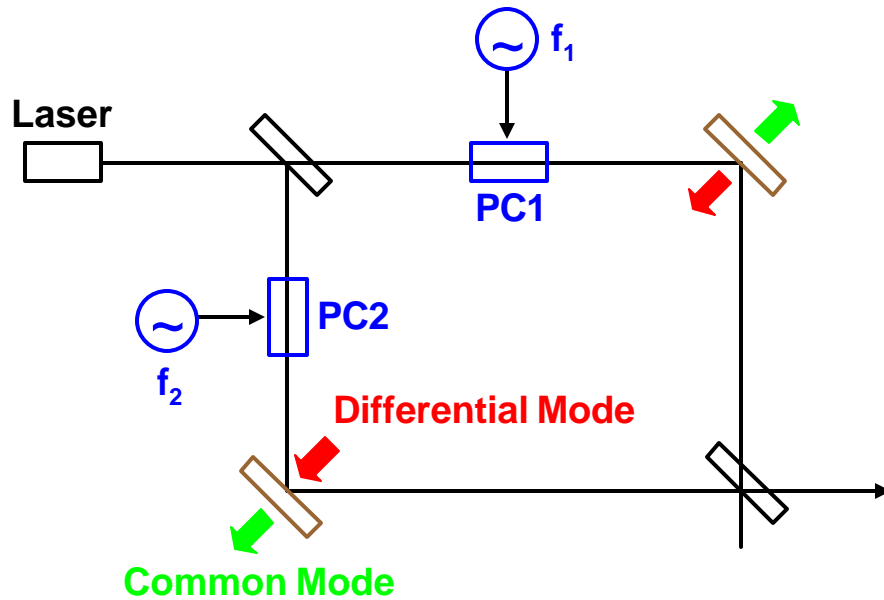 f₁
Laser
PC1
~
~
PC2
f₂
Differential Mode
Common Mode